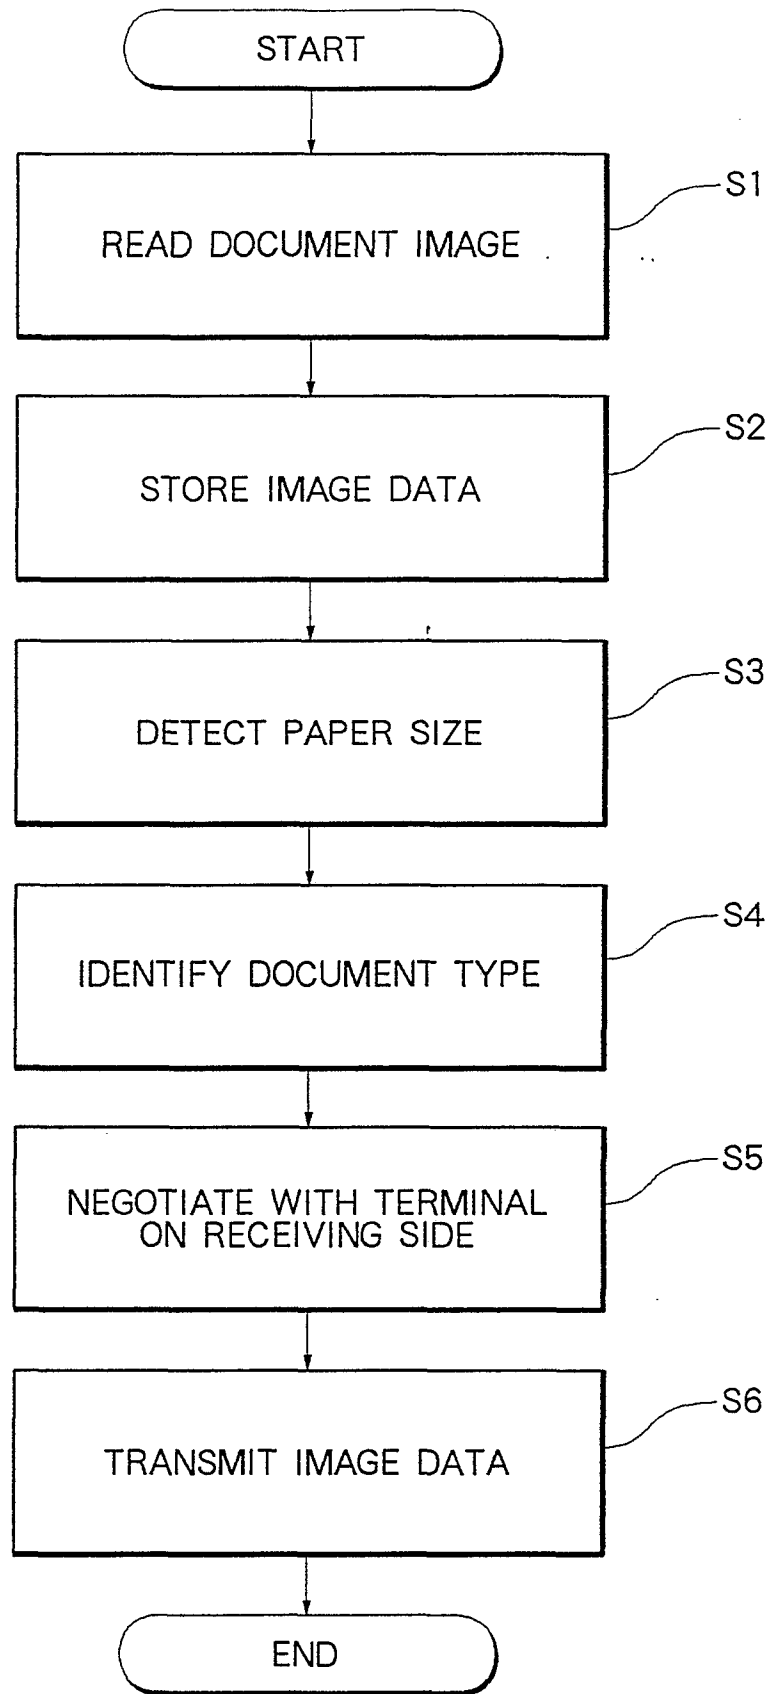 START
READ DOCUMENT IMAGE
S1
STORE IMAGE DATA
S2
DETECT PAPER SIZE
S3
IDENTIFY DOCUMENT TYPE
S4
NEGOTIATE WITH TERMINAL
ON RECEIVING SIDE
S5
TRANSMIT IMAGE DATA
S6
END